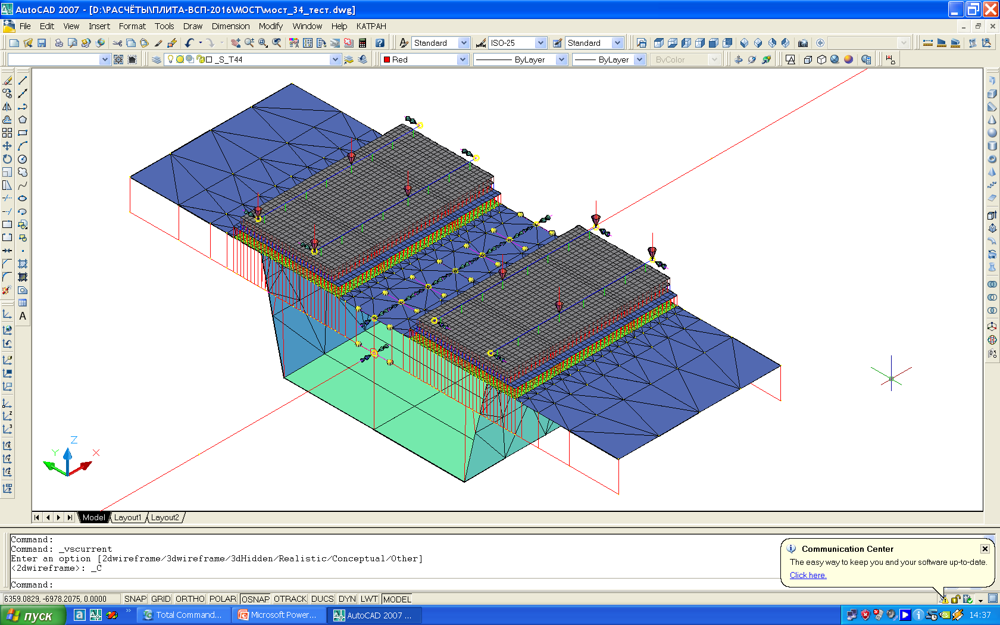 AutoCAD 2007 - [D:\РАСЧЁТЫ\ПЛИТА-ВСП-2016\МОСТ\мост_34_тест.dwg]
File Edit View Insert Format Tools Draw Dimension Modify Window Help КАТРАН
Standard ISO-25 Standard
_S_T44 Red ByLayer ByLayer ByColor
A
Z
Y X
Model Layout1 Layout2
Command:
Command: _vscurrent
Enter an option [2dwireframe/3dwireframe/3dHidden/Realistic/Conceptual/Other]
<2dwireframe>: _C
Command:
Communication Center
The easy way to keep you and your software up-to-date.
Click here.
6359.0829, -6978.2075, 0.0000 SNAP GRID ORTHO POLAR OSNAP OTRACK DUCS DYN LWT MODEL
пуск Total Command... Microsoft Power... AutoCAD 2007 ... 14:37